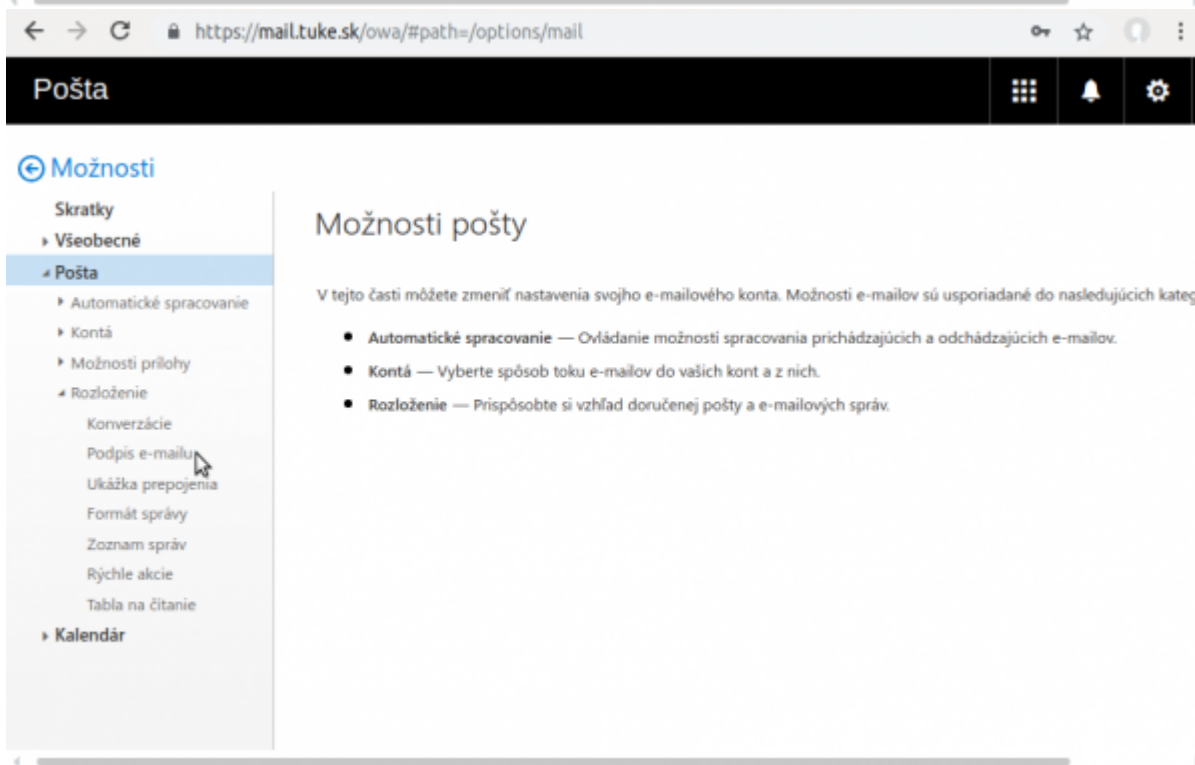 https://mail.tuke.sk/owa/#path=/options/mail
Pošta
Možnosti
Skratky
Všeobecné
Pošta
Automatické spracovanie
Kontá
Možnosti prílohy
Rozloženie
Konverzácie
Podpis e-mailu
Ukážka prepojenia
Formát správy
Zoznam správ
Rýchle akcie
Tabla na čítanie
Kalendár
Možnosti pošty
V tejto časti môžete zmeniť nastavenia svojho e-mailového konta. Možnosti e-mailov sú usporiadané do nasledujúcich kateg
Automatické spracovanie — Ovládanie možností spracovania prichádzajúcich a odchádzajúcich e-mailov.
Kontá — Vyberte spôsob toku e-mailov do vašich kont a z nich.
Rozloženie — Prispôsobte si vzhľad doručenej pošty a e-mailových správ.